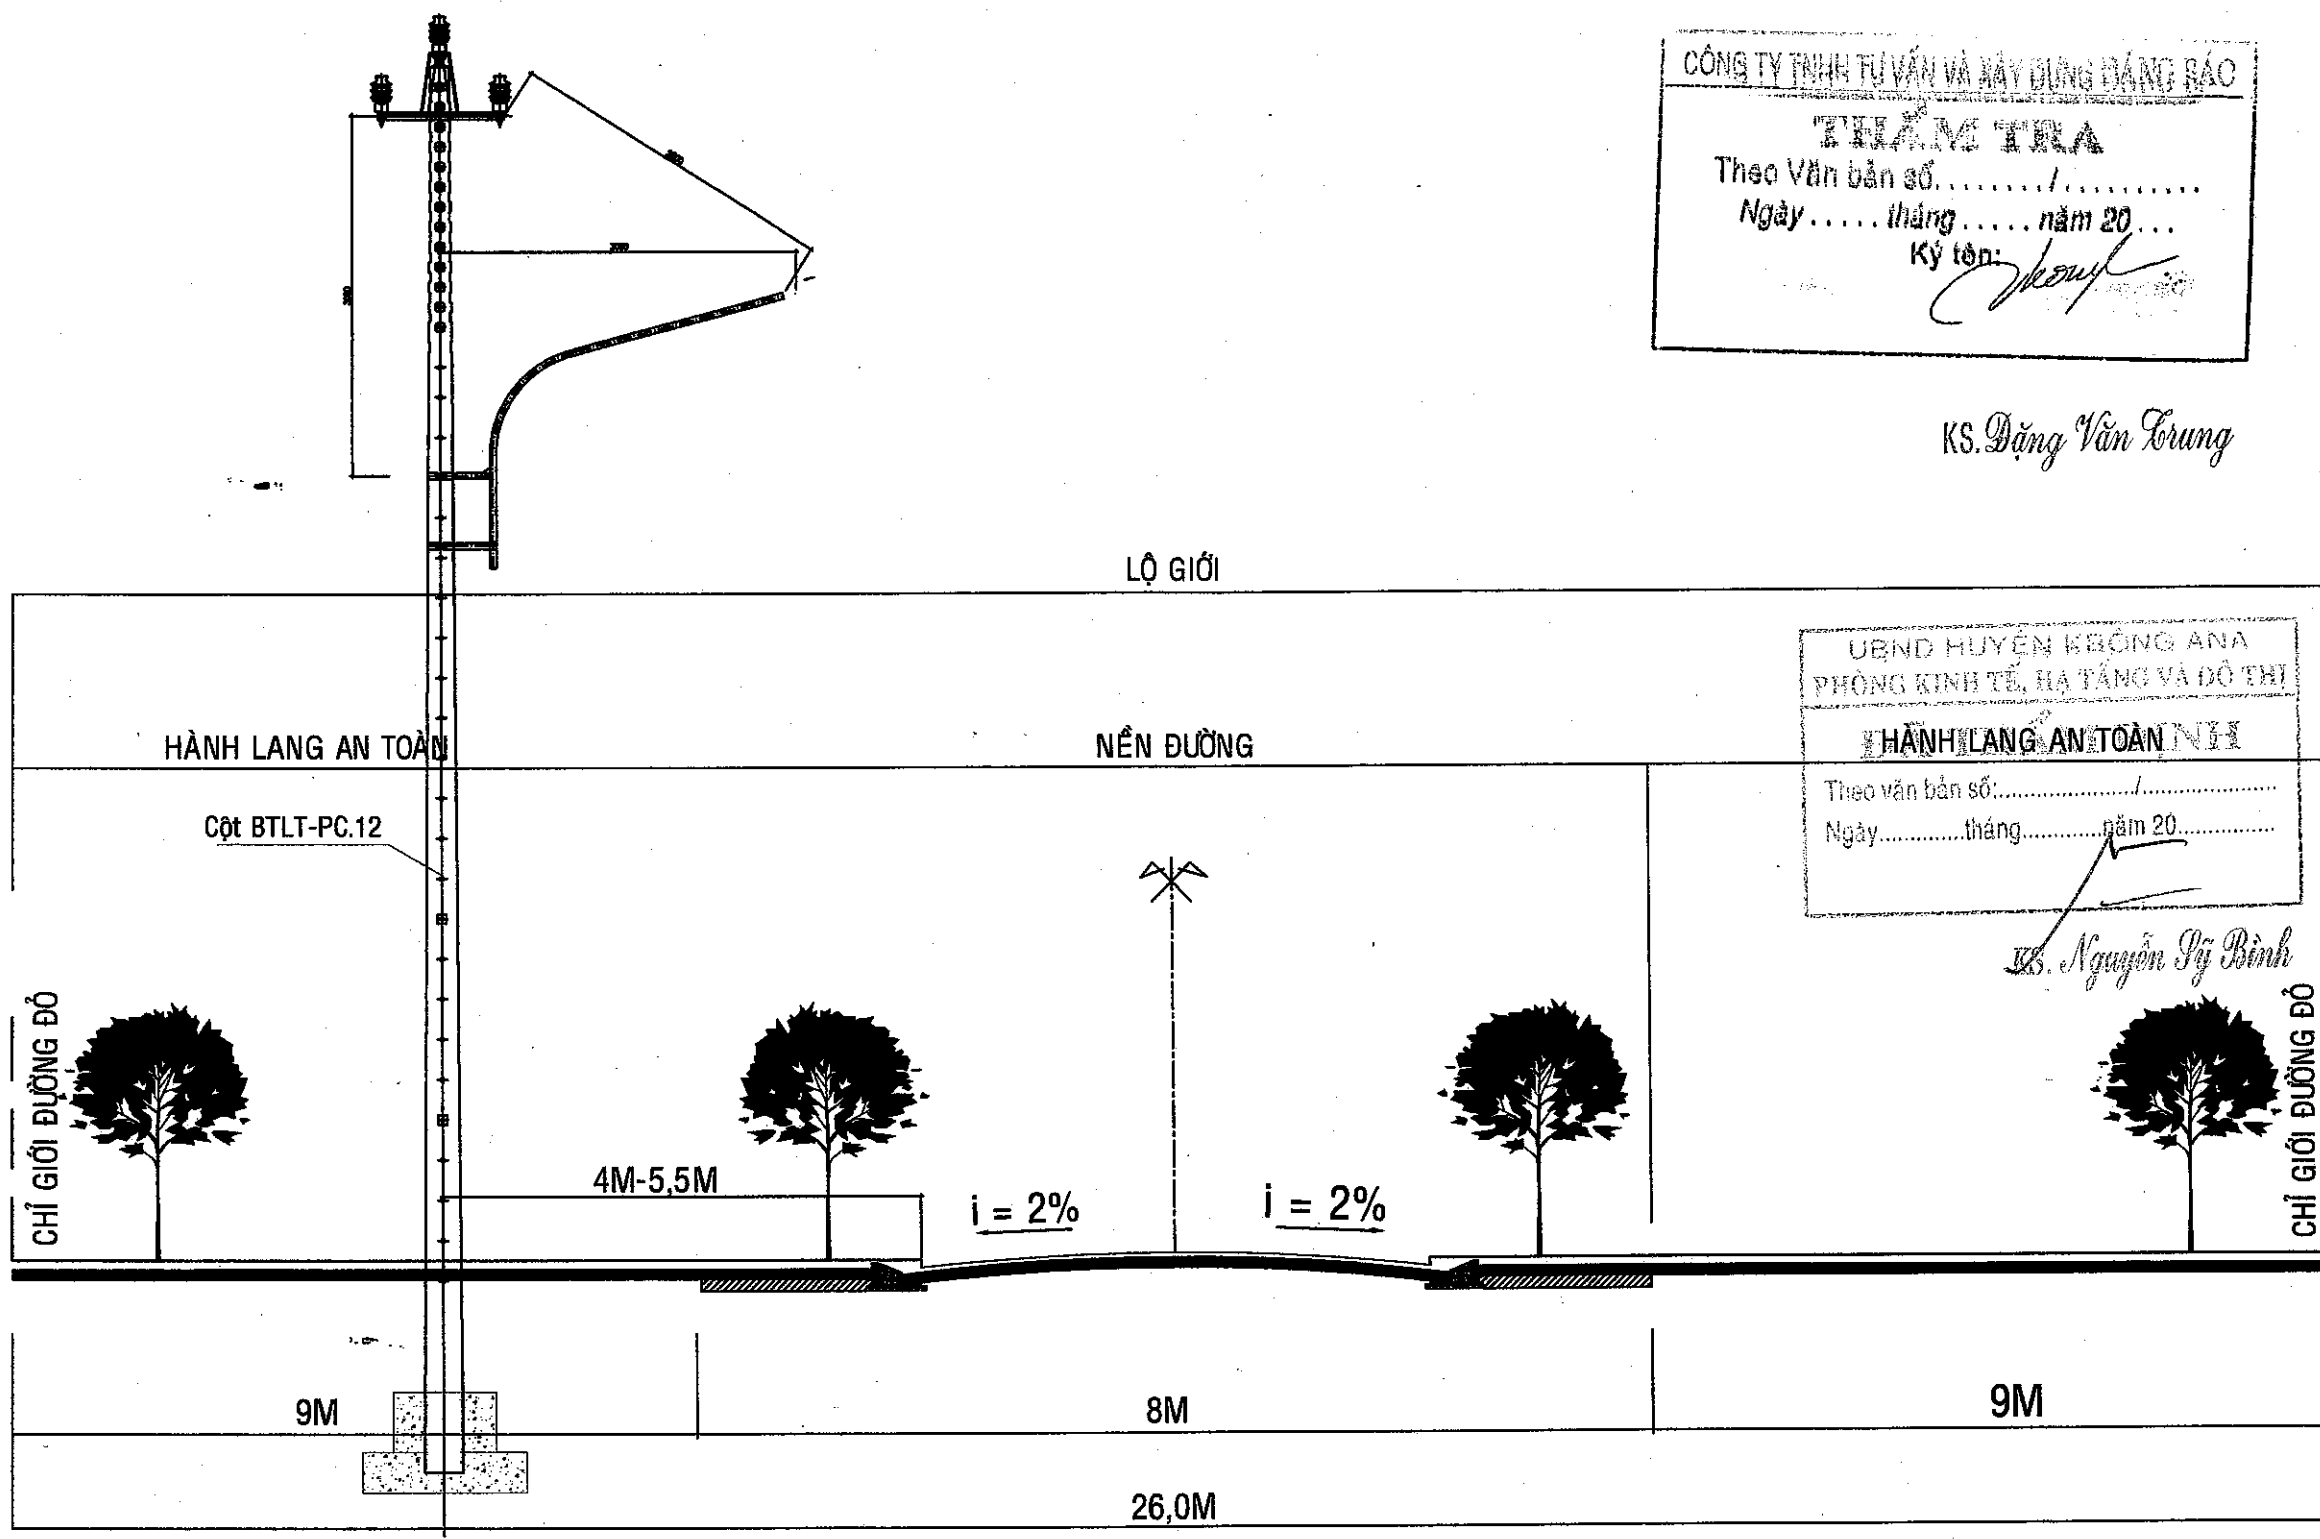 CÔNG TY TNHH TƯ VẤN VÀ XÂY DỰNG ĐĂNG BẢO
THẨM TRA
Theo Văn bản số......../..........
Ngày.....tháng.....năm 20...
Ký tên:
KS. Đặng Văn Trung
LỘ GIỚI
UBND HUYỆN KRÔNG ANA
PHÒNG KINH TẾ, HẠ TẦNG VÀ ĐÔ THỊ
HÀNH LANG AN TOÀN
NỀN ĐƯỜNG
HÀNH LANG AN TOÀN
Theo văn bản số:...................../....................
Ngày.............tháng............năm 20...............
Cột BTLT-PC.12
KS. Nguyễn Sỹ Bình
CHỈ GIỚI ĐƯỜNG ĐỎ
CHỈ GIỚI ĐƯỜNG ĐỎ
4M-5,5M
i = 2%
i = 2%
9M
8M
9M
26,0M